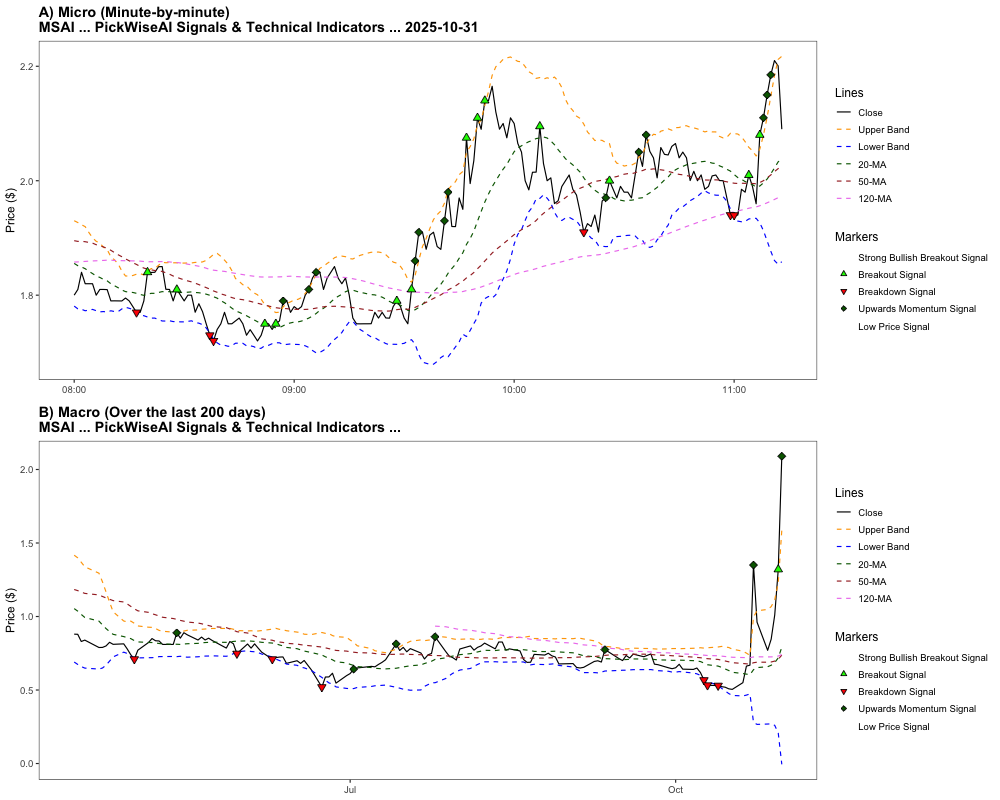 A) Micro (Minute-by-minute)
MSAI ... PickWiseAI Signals & Technical Indicators ... 2025-10-31
Price ($)
2.2
2.0
1.8
08:00
09:00
10:00
11:00
Lines
Close
Upper Band
Lower Band
20-MA
50-MA
120-MA
Markers
Strong Bullish Breakout Signal
Breakout Signal
Breakdown Signal
Upwards Momentum Signal
Low Price Signal
B) Macro (Over the last 200 days)
MSAI ... PickWiseAI Signals & Technical Indicators ...
Price ($)
2.0
1.5
1.0
0.5
0.0
Jul
Oct
Lines
Close
Upper Band
Lower Band
20-MA
50-MA
120-MA
Markers
Strong Bullish Breakout Signal
Breakout Signal
Breakdown Signal
Upwards Momentum Signal
Low Price Signal